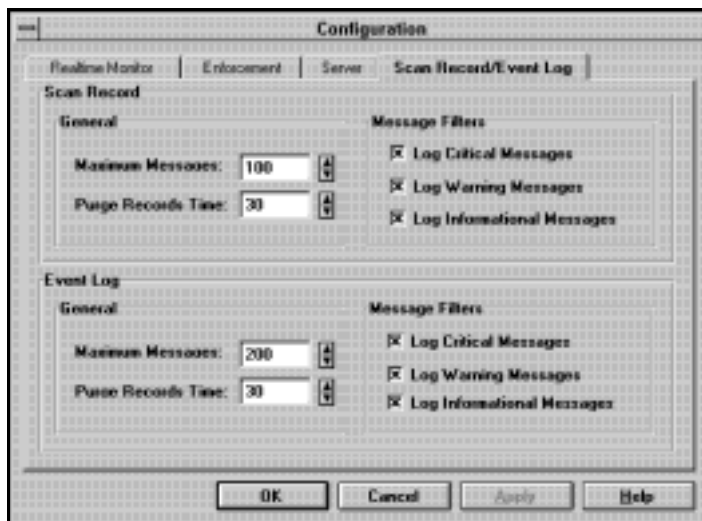 Configuration
Realtime Monitor Enforcement Server Scan Record/Event Log
Scan Record
General
Maximum Messages: 100
Purge Records Time: 30
Message Filters
Log Critical Messages
Log Warning Messages
Log Informational Messages
Event Log
General
Maximum Messages: 200
Purge Records Time: 30
Message Filters
Log Critical Messages
Log Warning Messages
Log Informational Messages
OK Cancel Apply Help